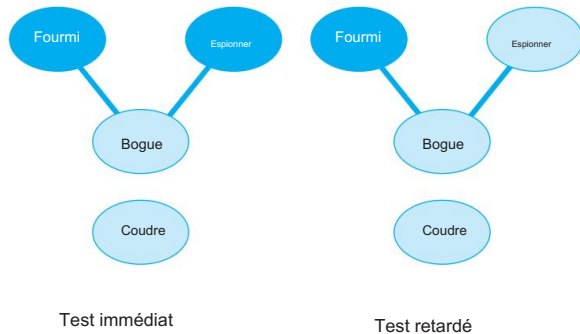 Fourmi
Espionner
Bogue
Coudre
Test immédiat
Fourmi
Espionner
Bogue
Coudre
Test retardé